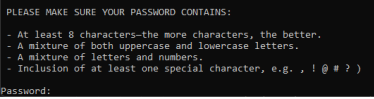 PLEASE MAKE SURE YOUR PASSWORD CONTAINS:
- At least 8 characters—the more characters, the better.
- A mixture of both uppercase and lowercase letters.
- A mixture of letters and numbers.
- Inclusion of at least one special character, e.g. , ! @ # ? )
Password: